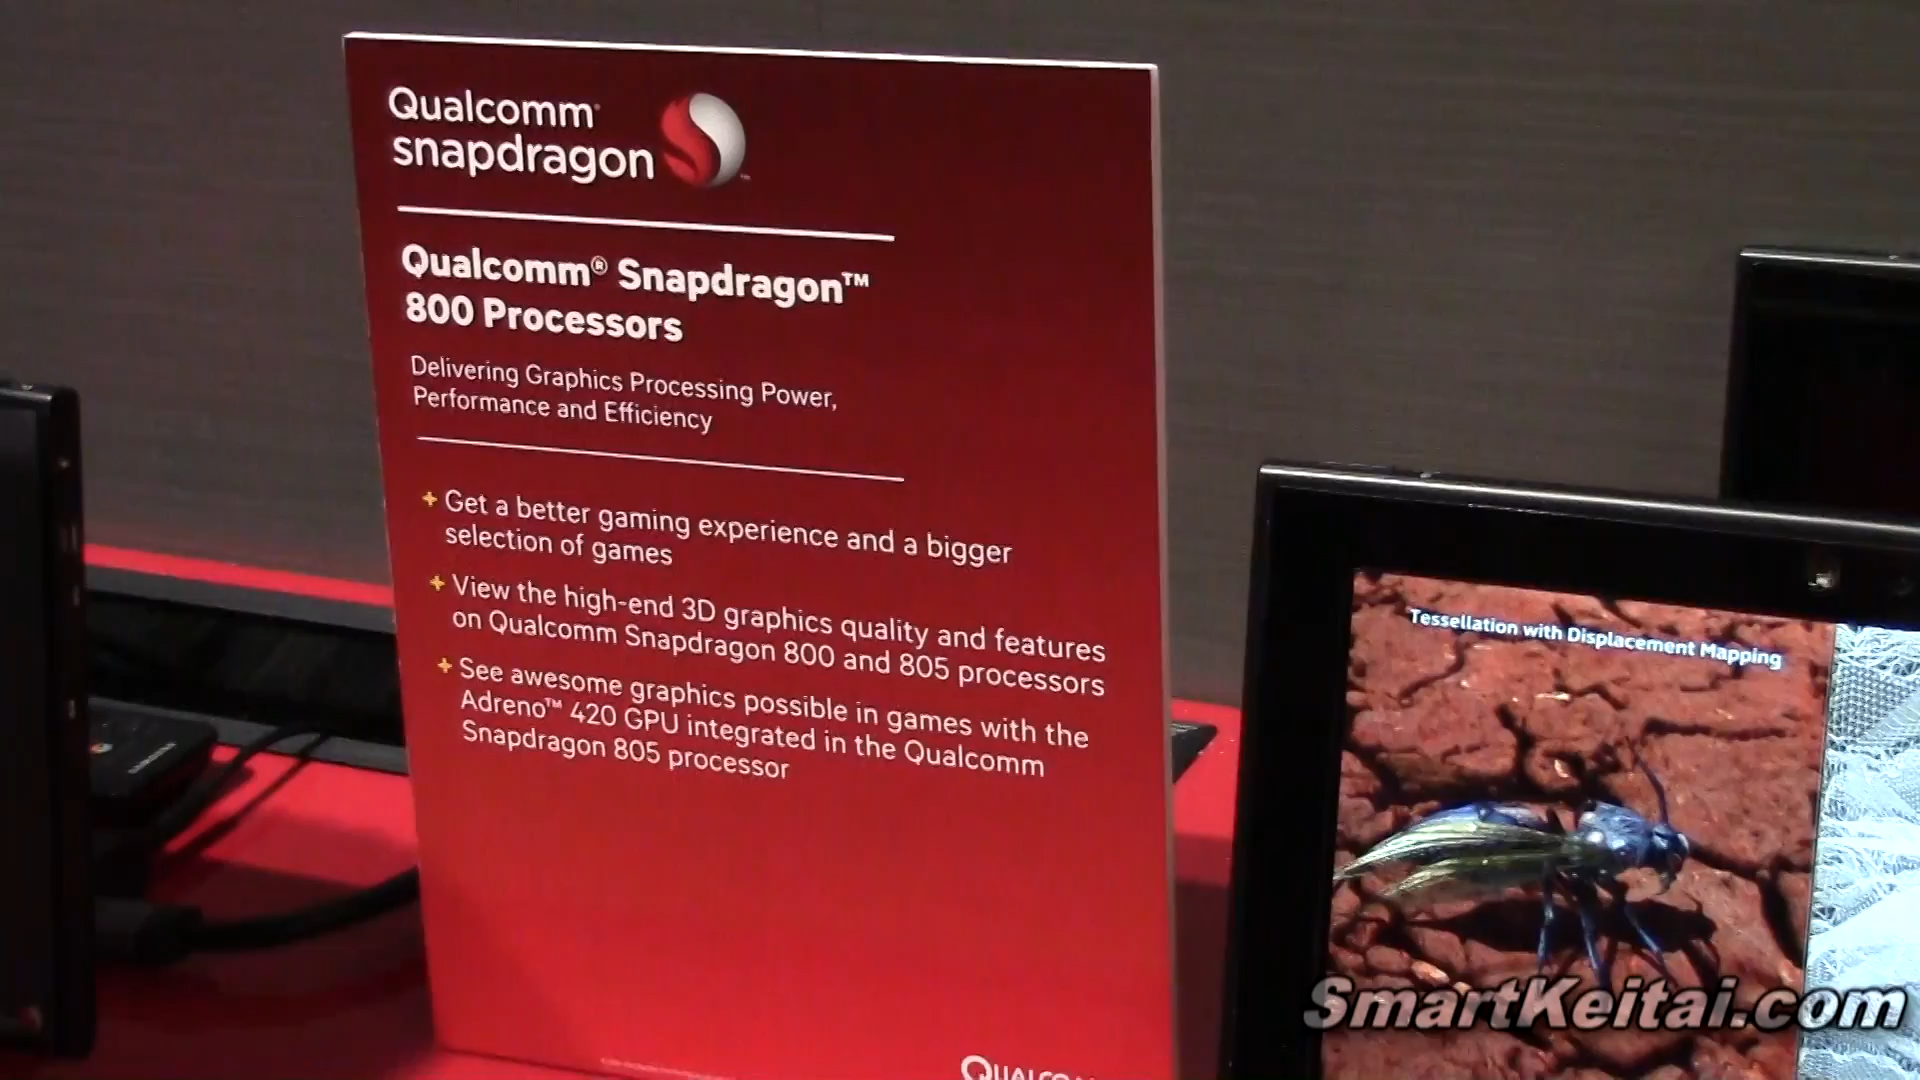 Qualcomm®
snapdragon™
Qualcomm® Snapdragon™
800 Processors
Delivering Graphics Processing Power,
Performance and Efficiency
+ Get a better gaming experience and a bigger
selection of games
+ View the high-end 3D graphics quality and features
on Qualcomm Snapdragon 800 and 805 processors
+ See awesome graphics possible in games with the
Adreno™ 420 GPU integrated in the Qualcomm
Snapdragon 805 processor
Tessellation with Displacement Mapping
SmartKeitai.com